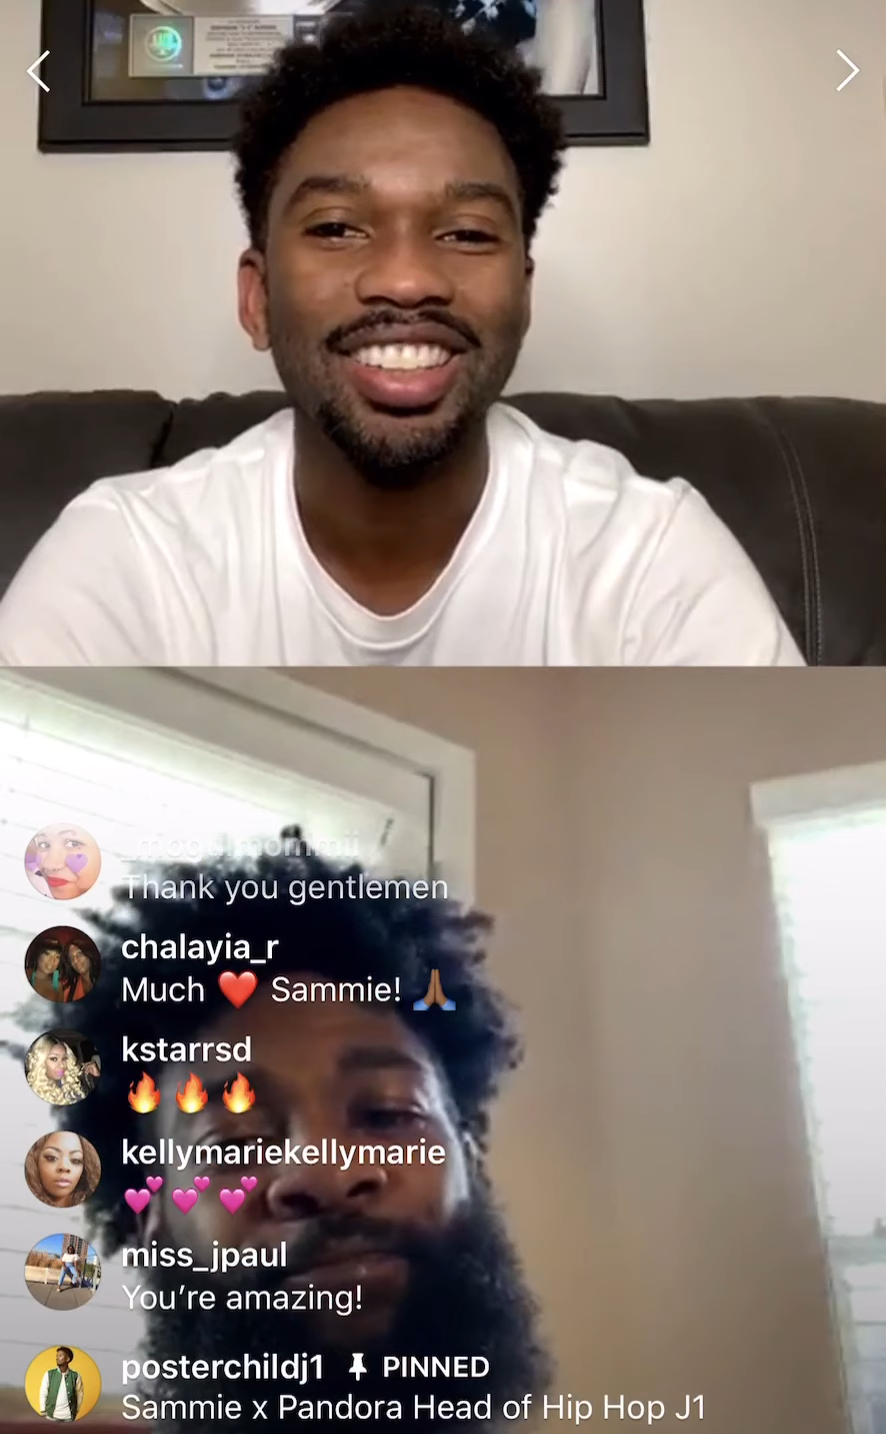 _mogulmommii
Thank you gentlemen
chalayia_r
Much ❤️ Sammie! 🙏🏾
kstarrsd
🔥 🔥 🔥
kellymariekellymarie
💕 💕 💕
miss_jpaul
You’re amazing!
posterchildj1 📌 PINNED
Sammie x Pandora Head of Hip Hop J1